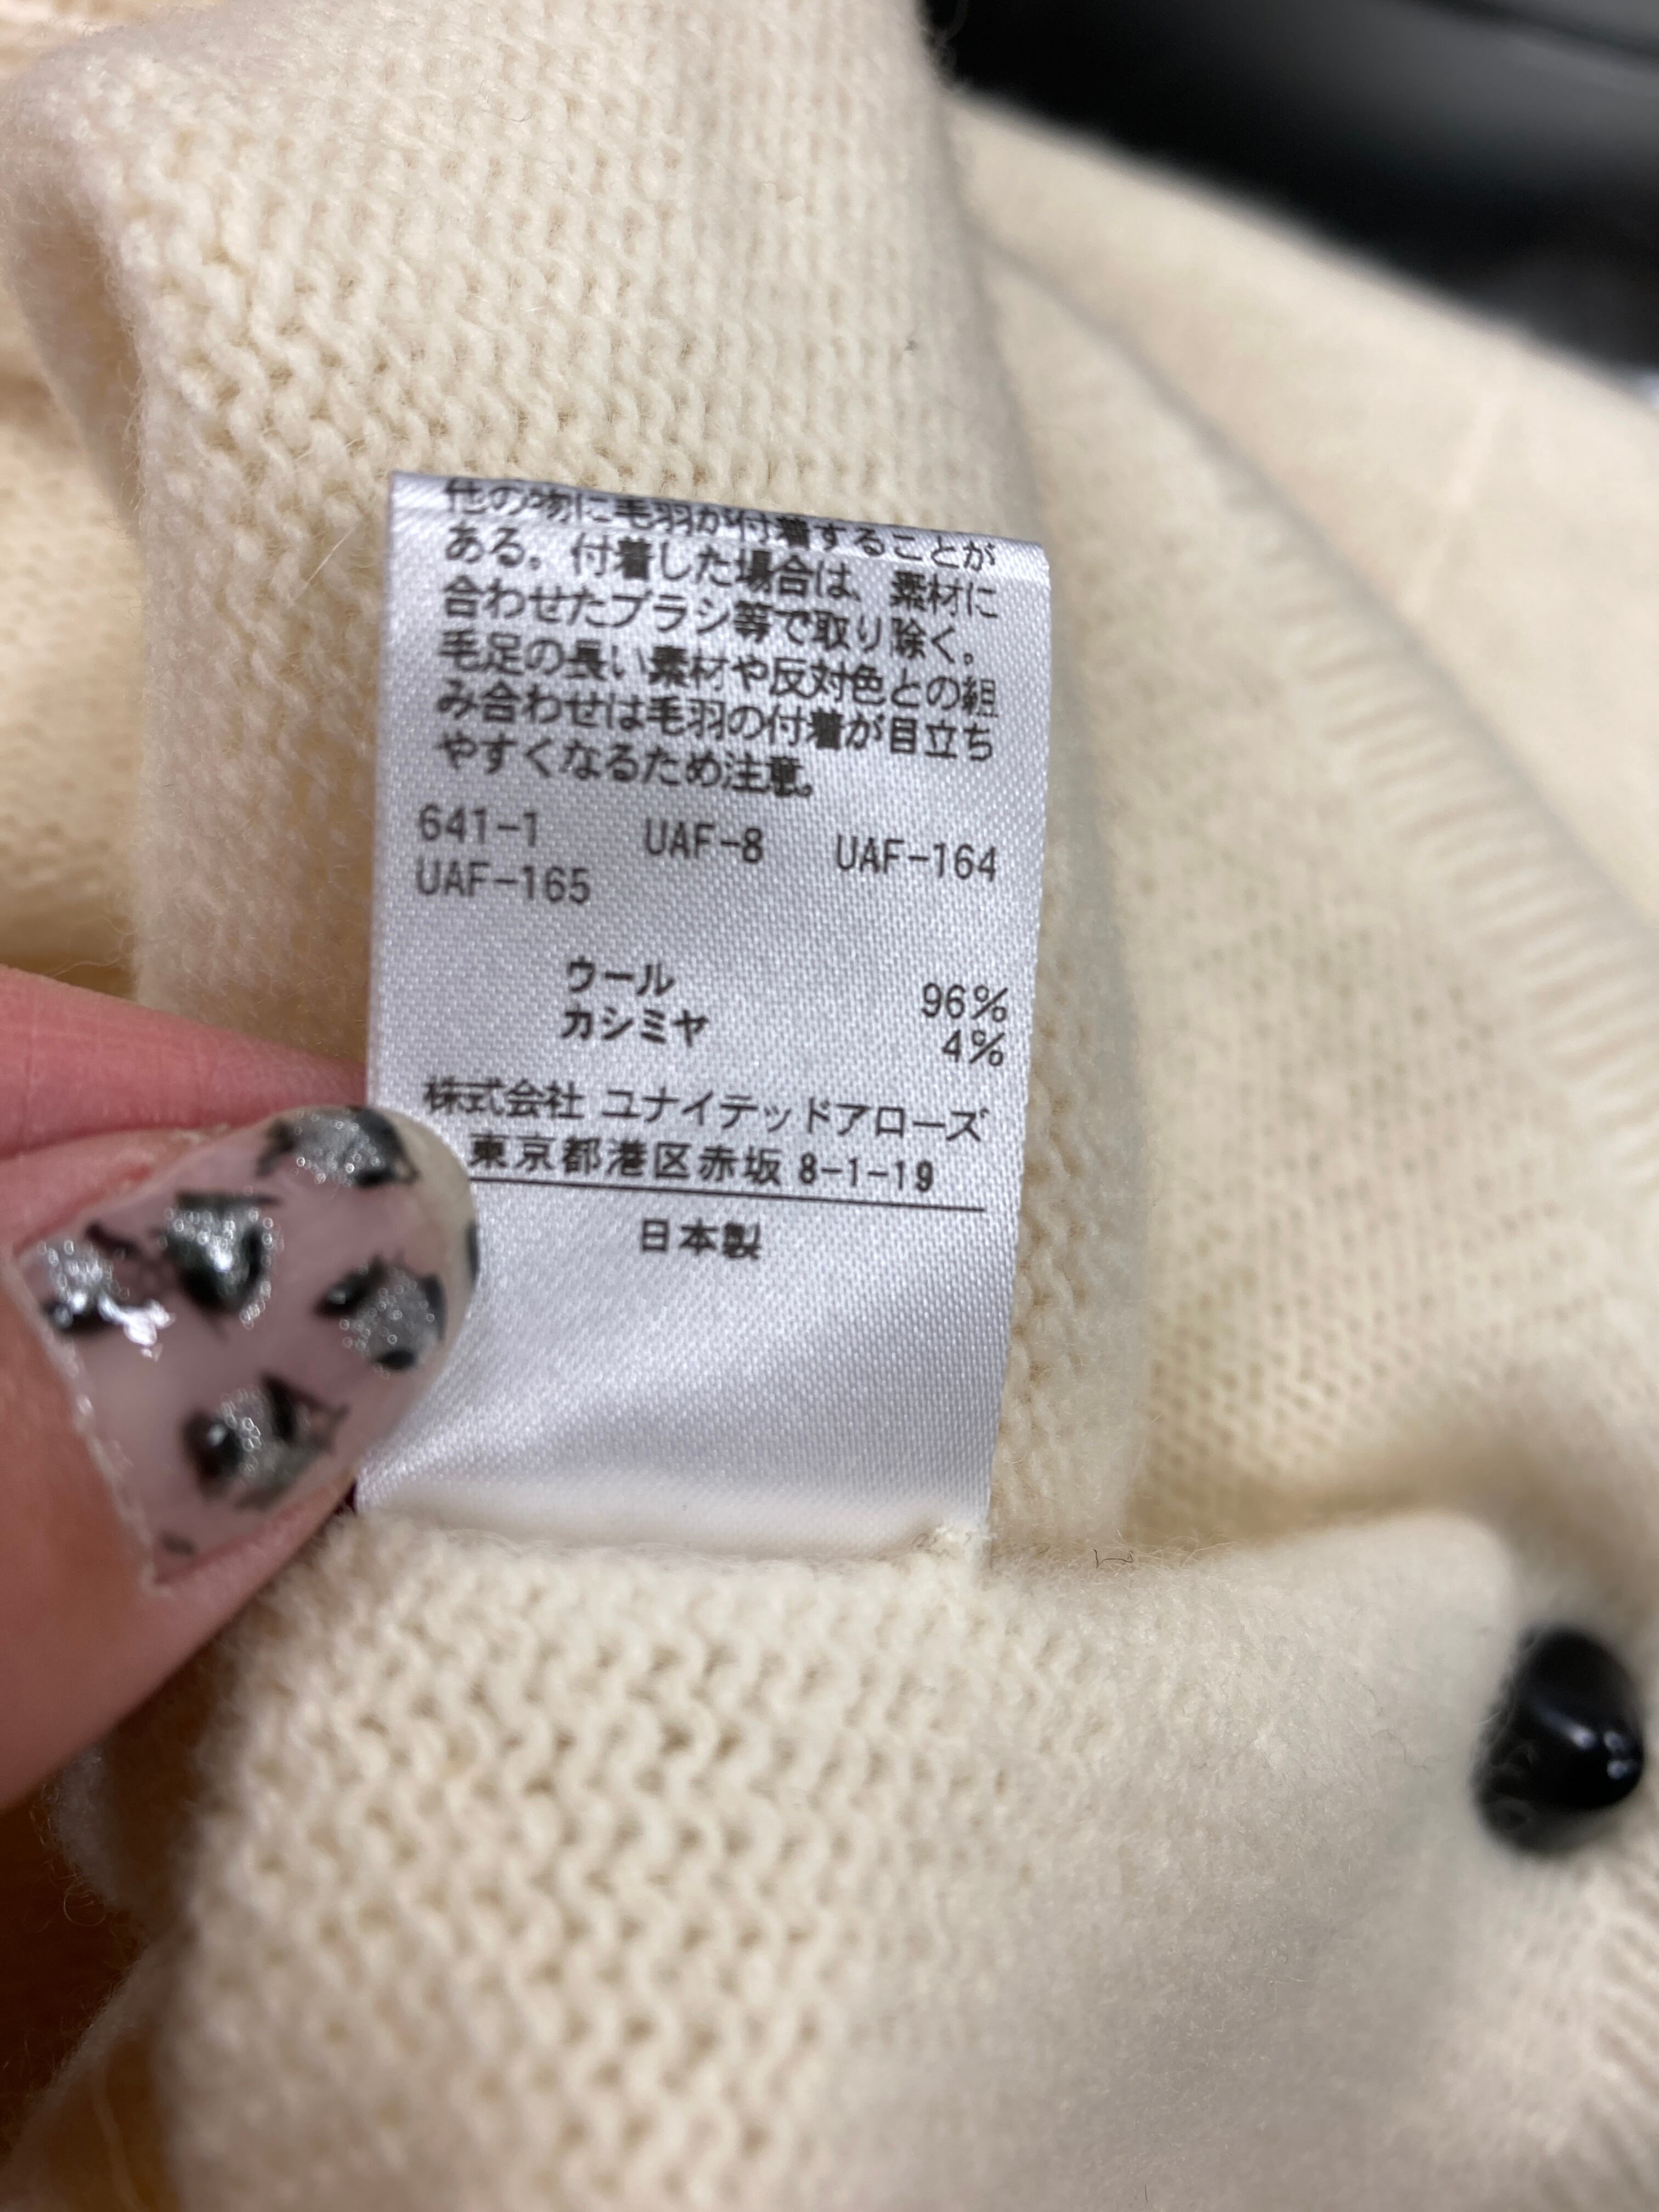 他の物に毛羽が付着することが
ある。付着した場合は、素材に
合わせたブラシ等で取り除く。
毛足の長い素材や反対色との組
み合わせは毛羽の付着が目立ち
やすくなるため注意。
641-1 UAF-8 UAF-164
UAF-165
ウール 96%
カシミヤ 4%
株式会社 ユナイテッドアローズ
東京都港区赤坂 8-1-19
日本製